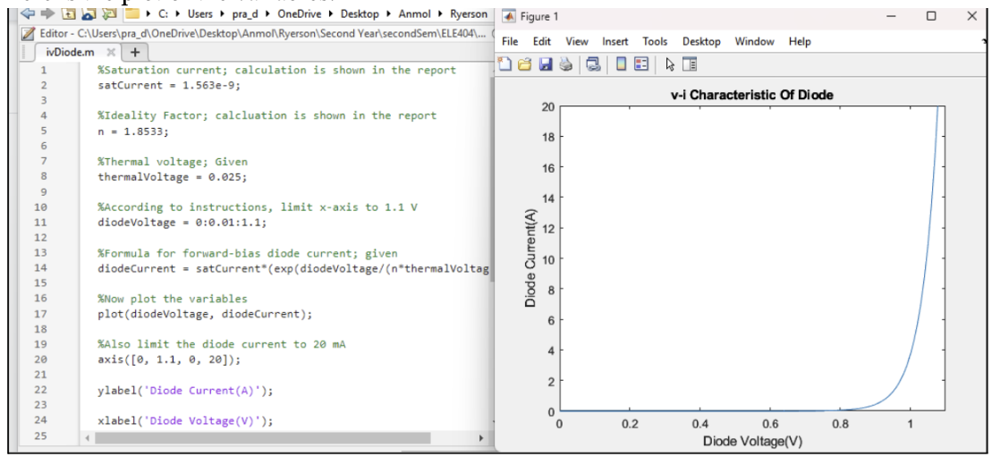 C: › Users › pra_d › OneDrive › Desktop › Anmol › Ryerson
Editor - C:\Users\pra_d\OneDrive\Desktop\Anmol\Ryerson\Second Year\secondSem\ELE404\...
ivDiode.m
1 %Saturation current; calculation is shown in the report
2 satCurrent = 1.563e-9;
3
4 %Ideality Factor; calcluation is shown in the report
5 n = 1.8533;
6
7 %Thermal voltage; Given
8 thermalVoltage = 0.025;
9
10 %According to instructions, limit x-axis to 1.1 V
11 diodeVoltage = 0:0.01:1.1;
12
13 %Formula for forward-bias diode current; given
14 diodeCurrent = satCurrent*(exp(diodeVoltage/(n*thermalVoltag
15
16 %Now plot the variables
17 plot(diodeVoltage, diodeCurrent);
18
19 %Also limit the diode current to 20 mA
20 axis([0, 1.1, 0, 20]);
21
22 ylabel('Diode Current(A)');
23
24 xlabel('Diode Voltage(V)');
25
Figure 1
File Edit View Insert Tools Desktop Window Help
v-i Characteristic Of Diode
Diode Current(A)
20
18
16
14
12
10
8
6
4
2
0
0 0.2 0.4 0.6 0.8 1
Diode Voltage(V)